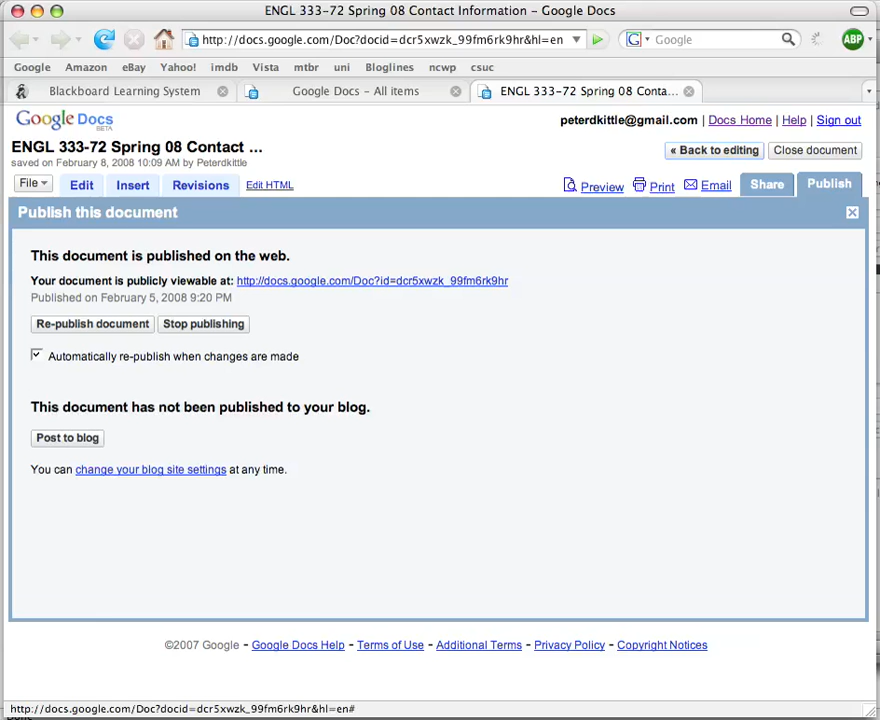 ENGL 333-72 Spring 08 Contact Information - Google Docs
http://docs.google.com/Doc?docid=dcr5xwzk_99fm6rk9hr&hl=en
G Google
ABP
Google Amazon eBay Yahoo! imdb Vista mtbr uni Bloglines ncwp csuc
Blackboard Learning System
Google Docs - All items
ENGL 333-72 Spring 08 Conta...
Google Docs
BETA
peterdkittle@gmail.com | Docs Home | Help | Sign out
ENGL 333-72 Spring 08 Contact ...
saved on February 8, 2008 10:09 AM by Peterdkittle
« Back to editing Close document
File Edit Insert Revisions Edit HTML Preview Print Email Share Publish
Publish this document
This document is published on the web.
Your document is publicly viewable at: http://docs.google.com/Doc?id=dcr5xwzk_99fm6rk9hr
Published on February 5, 2008 9:20 PM
Re-publish document Stop publishing
Automatically re-publish when changes are made
This document has not been published to your blog.
Post to blog
You can change your blog site settings at any time.
©2007 Google - Google Docs Help - Terms of Use - Additional Terms - Privacy Policy - Copyright Notices
http://docs.google.com/Doc?docid=dcr5xwzk_99fm6rk9hr&hl=en#